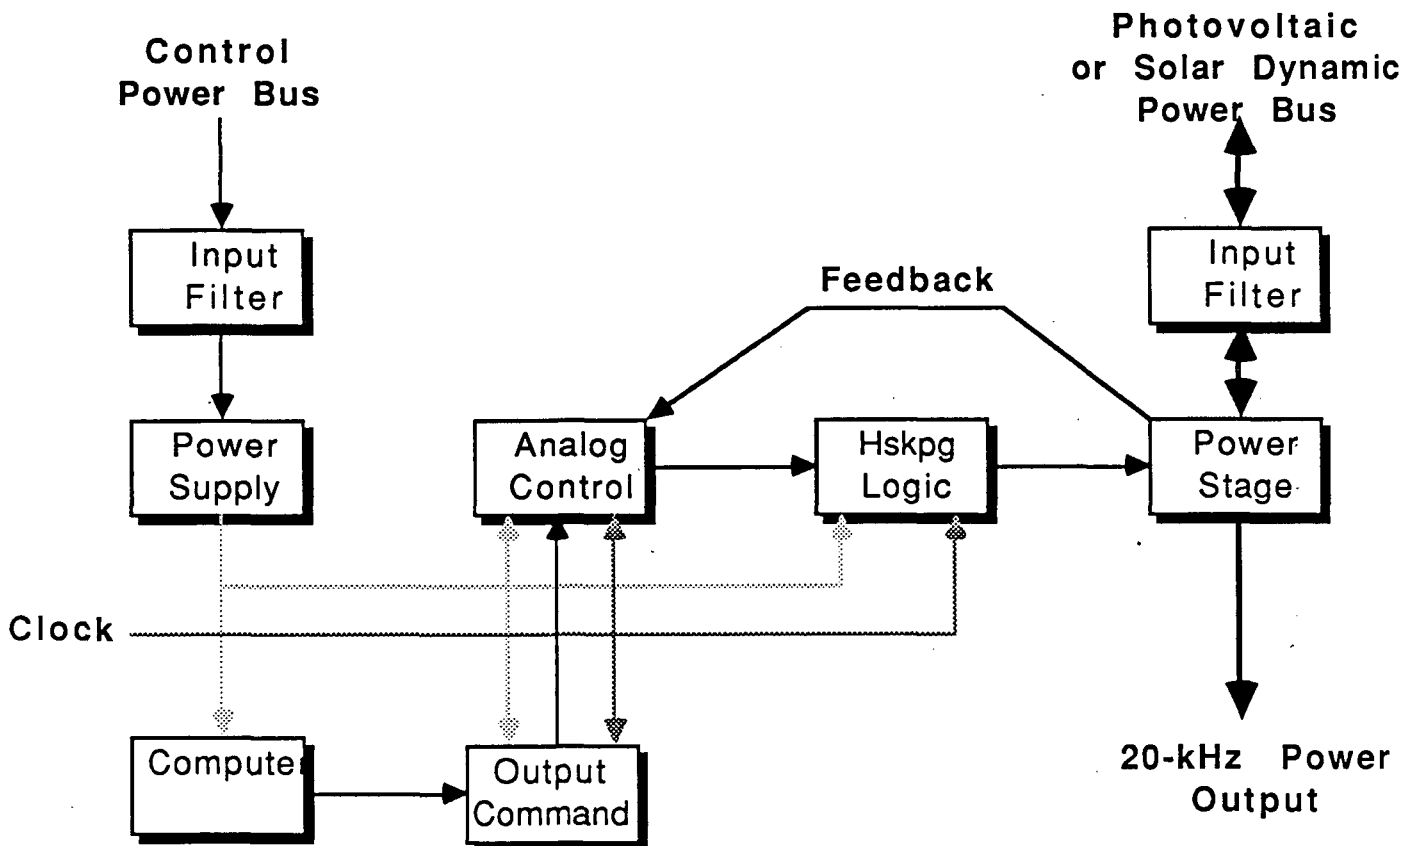 Control
Power Bus
Photovoltaic
or Solar Dynamic
Power Bus
Input
Filter
Input
Filter
Feedback
Power
Supply
Analog
Control
Hskpg
Logic
Power
Stage
Clock
Computer
Output
Command
20-kHz Power
Output